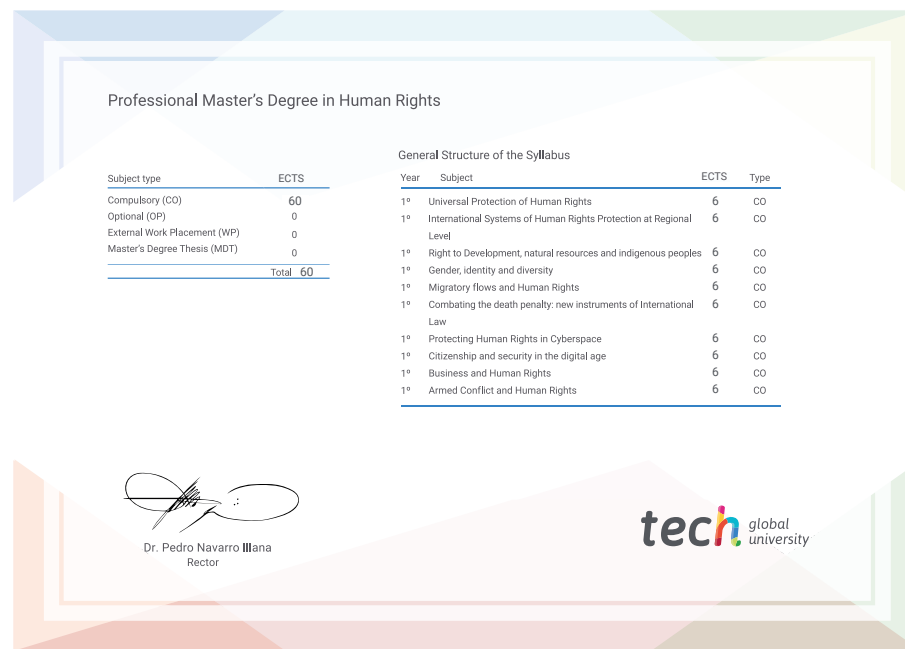 Professional Master's Degree in Human Rights
General Structure of the Syllabus
Subject type ECTS
Compulsory (CO) 60
Optional (OP) 0
External Work Placement (WP) 0
Master's Degree Thesis (MDT) 0
Total 60
Year Subject ECTS Type
1º Universal Protection of Human Rights 6 CO
1º International Systems of Human Rights Protection at Regional 6 CO
Level
1º Right to Development, natural resources and indigenous peoples 6 CO
1º Gender, identity and diversity 6 CO
1º Migratory flows and Human Rights 6 CO
1º Combating the death penalty: new instruments of International 6 CO
Law
1º Protecting Human Rights in Cyberspace 6 CO
1º Citizenship and security in the digital age 6 CO
1º Business and Human Rights 6 CO
1º Armed Conflict and Human Rights 6 CO
Dr. Pedro Navarro Illana
Rector
tech global
university